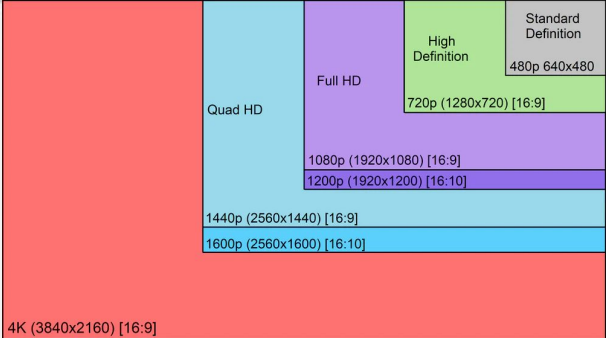 Standard
Definition
480p 640x480
High
Definition
720p (1280x720) [16:9]
Full HD
1080p (1920x1080) [16:9]
1200p (1920x1200) [16:10]
Quad HD
1440p (2560x1440) [16:9]
1600p (2560x1600) [16:10]
4K (3840x2160) [16:9]